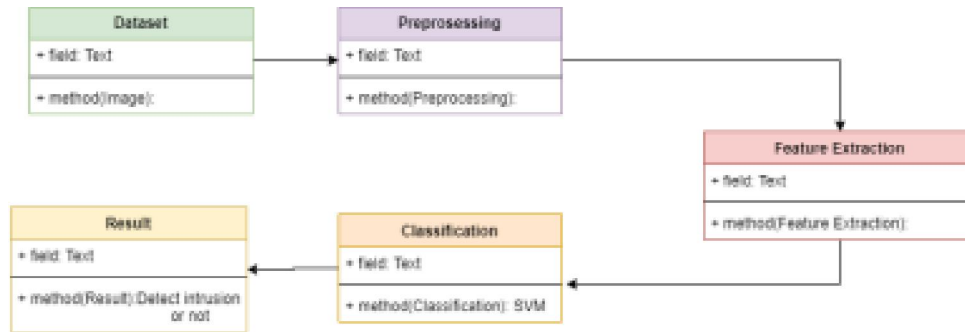 Dataset
+ field: Text
+ method(Image):
Preprosessing
+ field: Text
+ method(Preprocessing):
Feature Extraction
+ field: Text
+ method(Feature Extraction):
Classification
+ field: Text
+ method(Classification): SVM
Result
+ field: Text
+ method(Result):Detect intrusion
or not